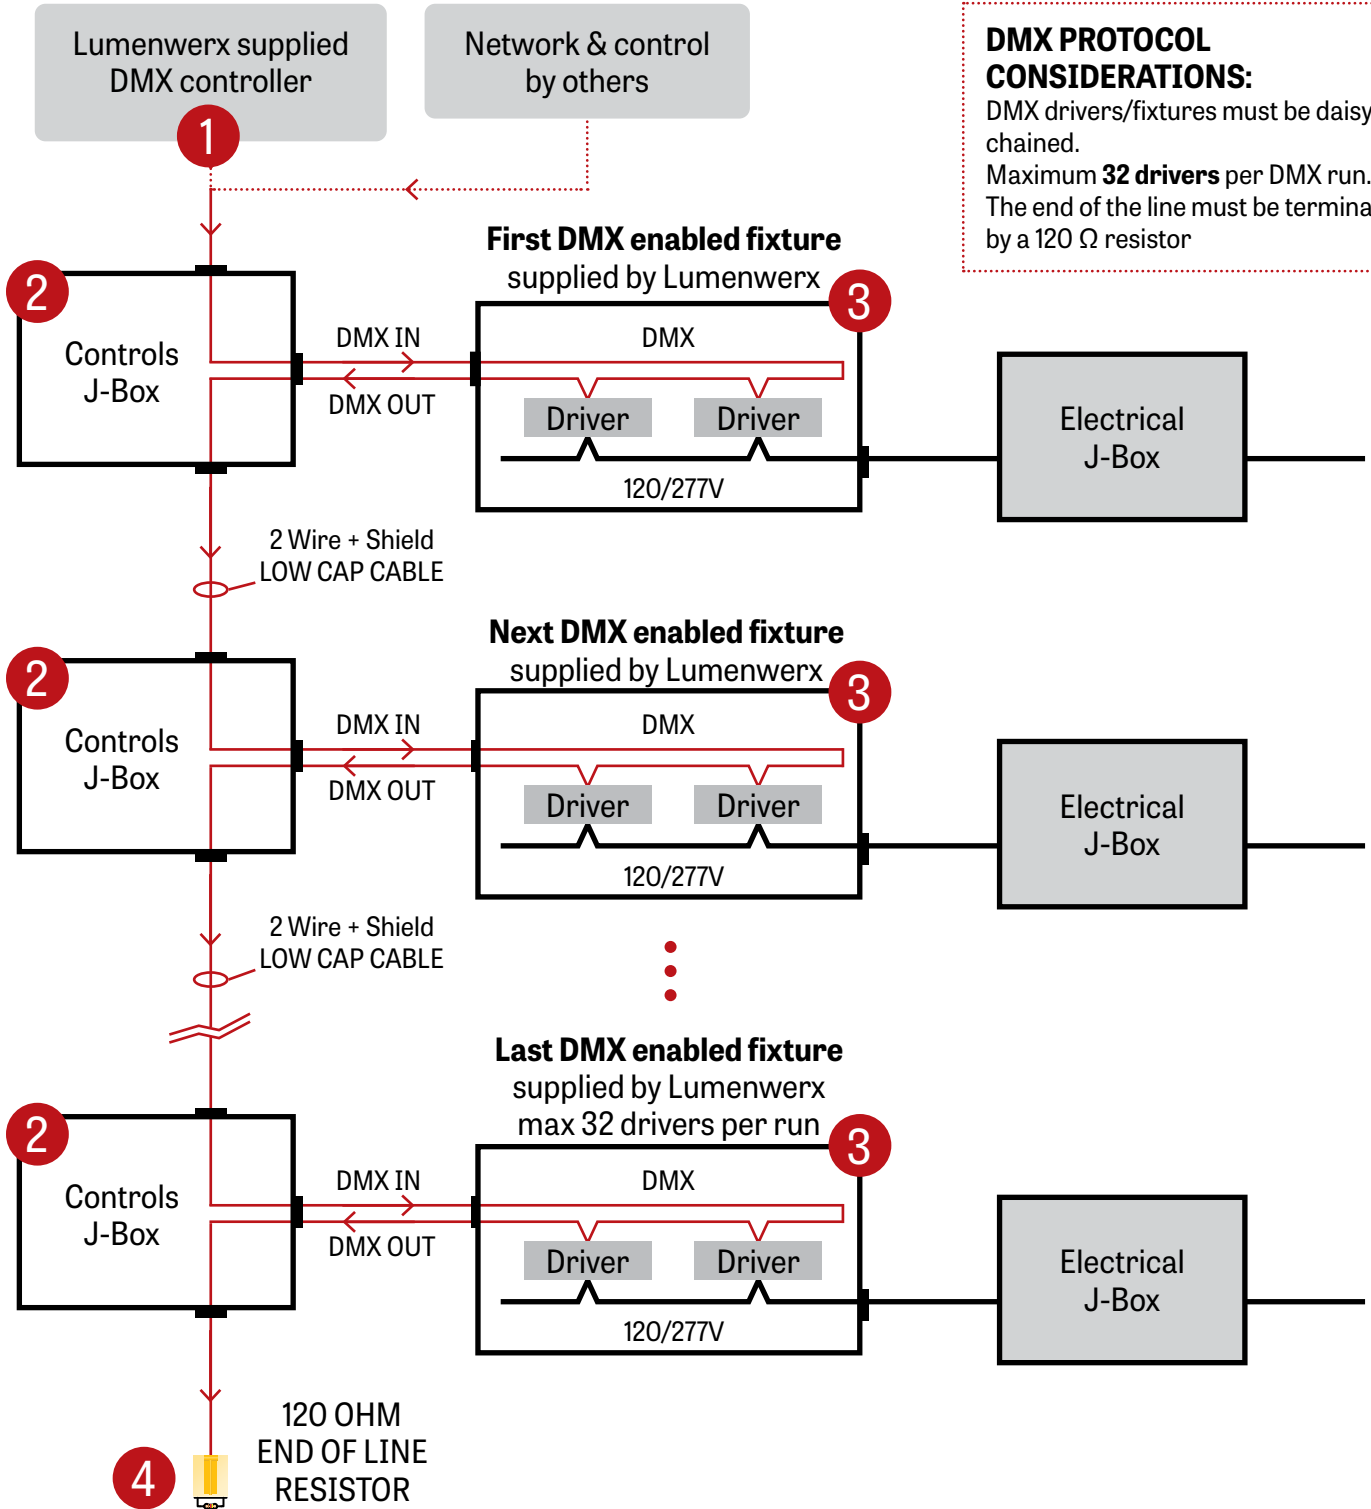 Lumenwerx supplied
DMX controller
1
Network & control
by others
DMX PROTOCOL
CONSIDERATIONS:
DMX drivers/fixtures must be daisy
chained.
Maximum 32 drivers per DMX run.
The end of the line must be termina
by a 120 Ω resistor
First DMX enabled fixture
supplied by Lumenwerx
2
Controls
J-Box
DMX IN
DMX OUT
3
DMX
Driver
Driver
120/277V
Electrical
J-Box
2 Wire + Shield
LOW CAP CABLE
Next DMX enabled fixture
supplied by Lumenwerx
2
Controls
J-Box
DMX IN
DMX OUT
3
DMX
Driver
Driver
120/277V
Electrical
J-Box
2 Wire + Shield
LOW CAP CABLE
Last DMX enabled fixture
supplied by Lumenwerx
max 32 drivers per run
2
Controls
J-Box
DMX IN
DMX OUT
3
DMX
Driver
Driver
120/277V
Electrical
J-Box
4
120 OHM
END OF LINE
RESISTOR